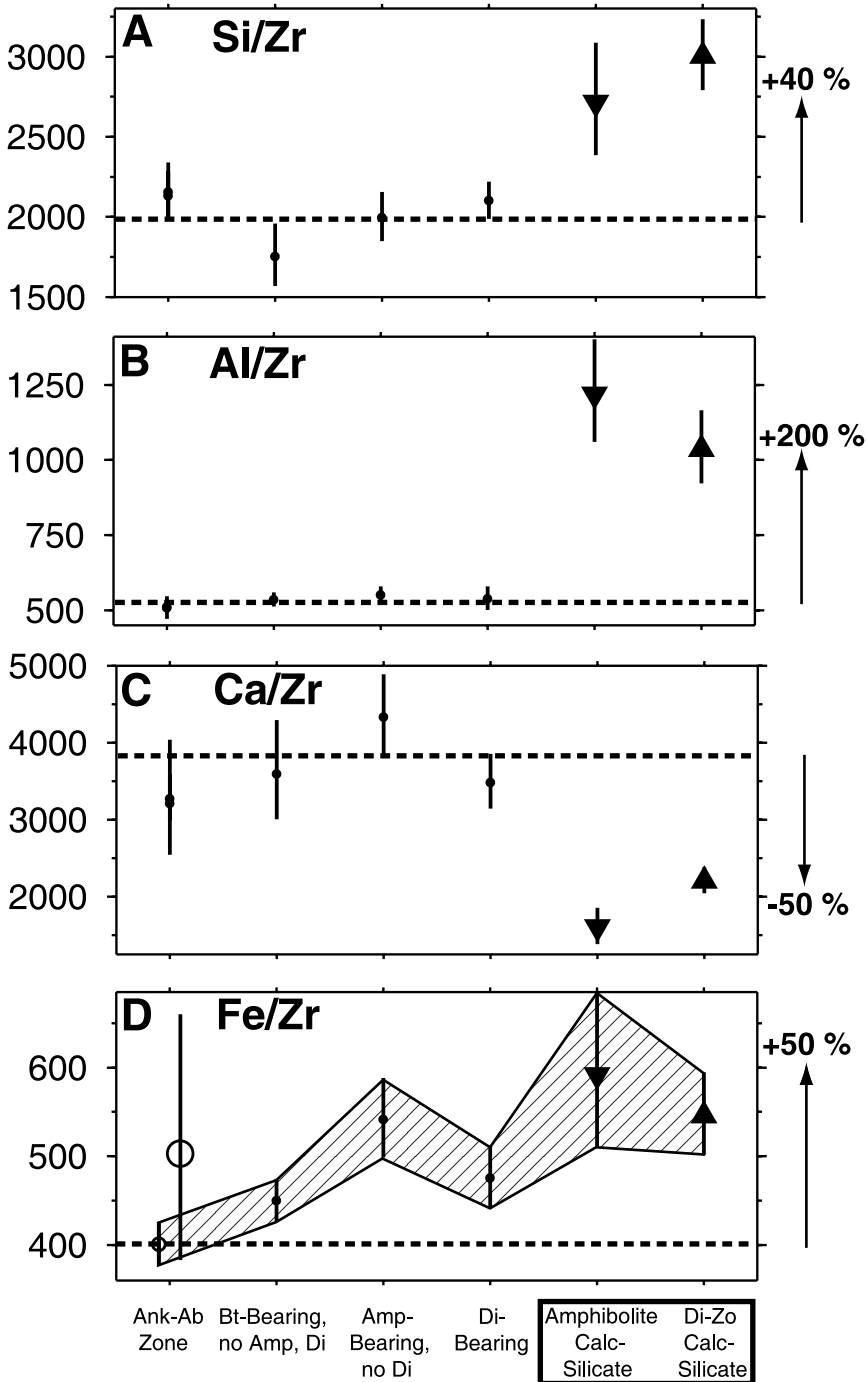 A Si/Zr
3000
2500
2000
1500
+40 %
B Al/Zr
1250
1000
750
500
+200 %
C Ca/Zr
5000
4000
3000
2000
-50 %
D Fe/Zr
600
500
400
+50 %
Ank-Ab
Zone
Bt-Bearing,
no Amp, Di
Amp-
Bearing,
no Di
Di-
Bearing
Amphibolite
Calc-
Silicate
Di-Zo
Calc-
Silicate